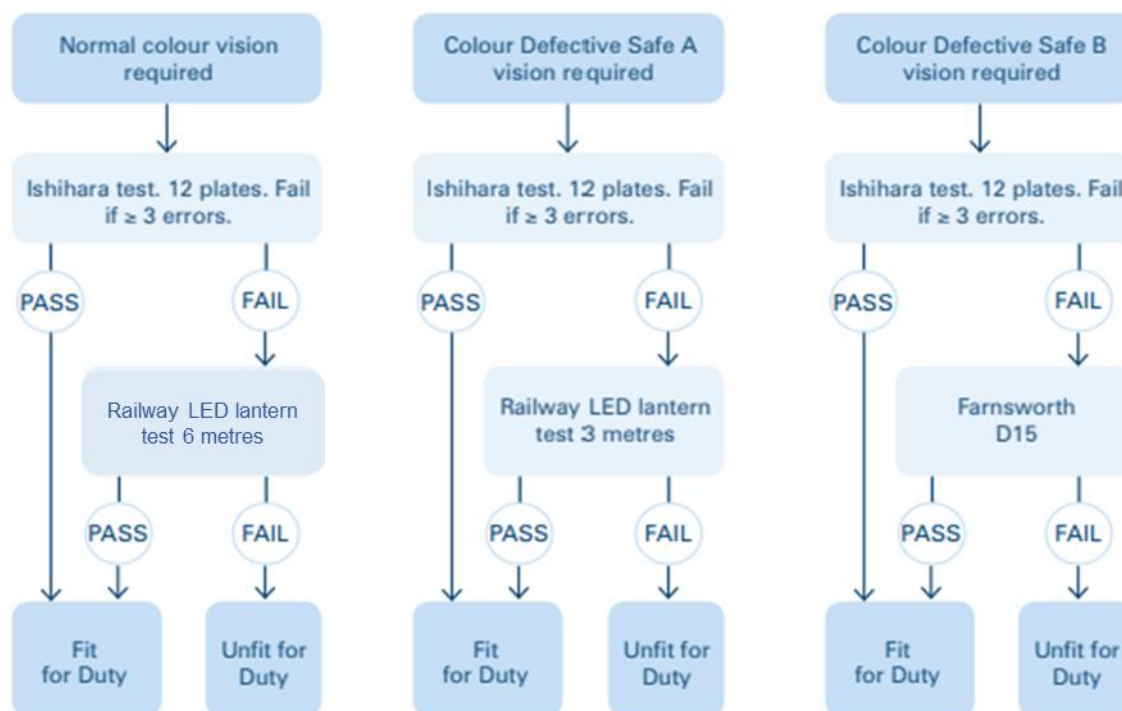 Normal colour vision
required
Ishihara test. 12 plates. Fail
if ≥ 3 errors.
PASS
FAIL
Railway LED lantern
test 6 metres
PASS
FAIL
Fit
for Duty
Unfit for
Duty
Colour Defective Safe A
vision required
Ishihara test. 12 plates. Fail
if ≥ 3 errors.
PASS
FAIL
Railway LED lantern
test 3 metres
PASS
FAIL
Fit
for Duty
Unfit for
Duty
Colour Defective Safe B
vision required
Ishihara test. 12 plates. Fail
if ≥ 3 errors.
PASS
FAIL
Farnsworth
D15
PASS
FAIL
Fit
for Duty
Unfit for
Duty